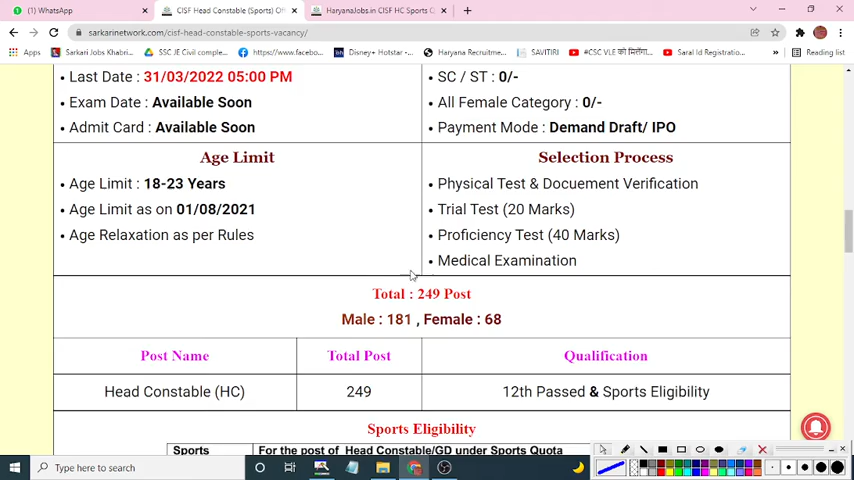 (1) WhatsApp
CISF Head Constable (Sports) Of
HaryanaJobs.in CISF HC Sports C
sarkarinetwork.com/cisf-head-constable-sports-vacancy/
Apps
Sarkari Jobs Khabri...
SSC JE Civil comple...
https://www.facebo...
Disney+ Hotstar -...
Haryana Recruitme...
SAVITIRI
#CSC VLE को मिलेंगी...
Saral Id Registratio...
Reading list
• Last Date : 31/03/2022 05:00 PM
• Exam Date : Available Soon
• Admit Card : Available Soon
• SC / ST : 0/-
• All Female Category : 0/-
• Payment Mode : Demand Draft/ IPO
Age Limit
• Age Limit : 18-23 Years
• Age Limit as on 01/08/2021
• Age Relaxation as per Rules
Selection Process
• Physical Test & Docuement Verification
• Trial Test (20 Marks)
• Proficiency Test (40 Marks)
• Medical Examination
Total : 249 Post
Male : 181 , Female : 68
Post Name
Total Post
Qualification
Head Constable (HC)
249
12th Passed & Sports Eligibility
Sports Eligibility
Sports
For the post of Head Constable/GD under Sports Quota
Type here to search